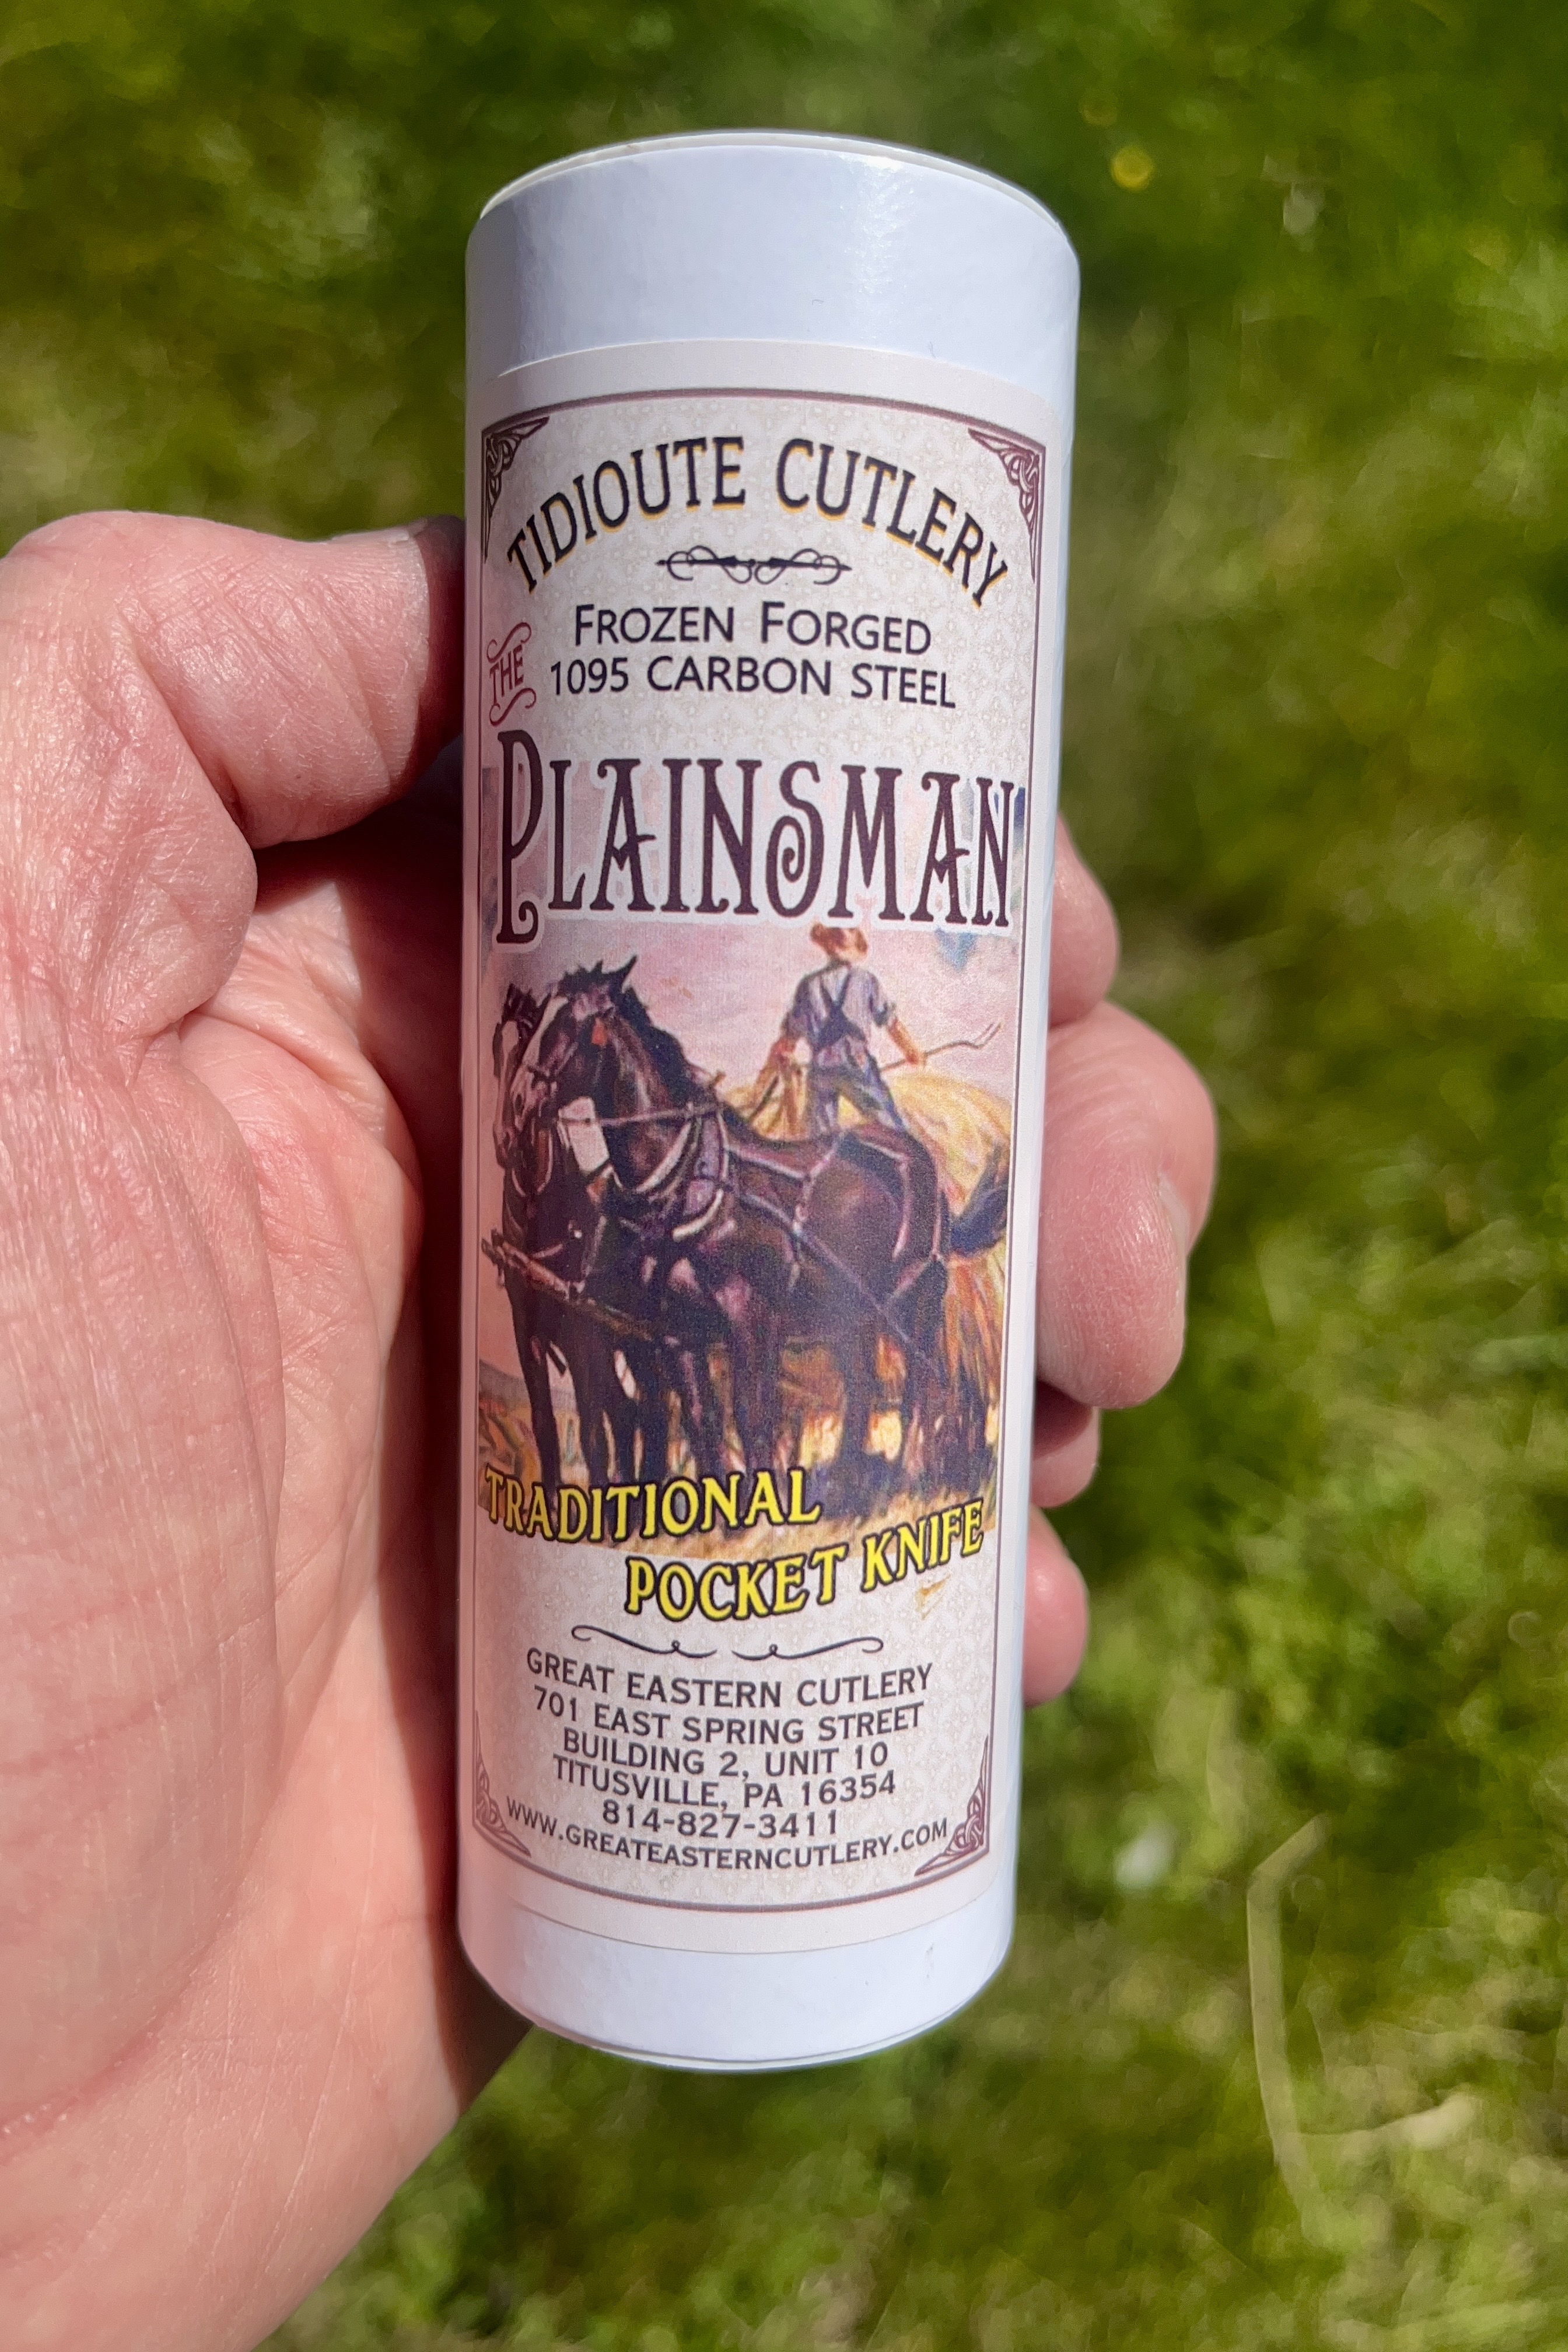 TIDIOUTE CUTLERY
FROZEN FORGED
1095 CARBON STEEL
THE
PLAINSMAN
TRADITIONAL
POCKET KNIFE
GREAT EASTERN CUTLERY
701 EAST SPRING STREET
BUILDING 2, UNIT 10
TITUSVILLE, PA 16354
814-827-3411
WWW.GREATEASTERNCUTLERY.COM